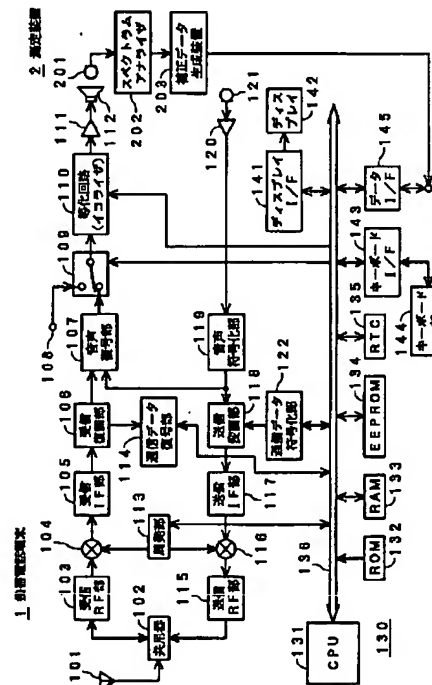 1 携帯電話端末
2 測定装置
101
102
共用器
103
受信
RF部
104
105
受信
IF部
106
受信
復調部
107
音声
復号部
108
109
110
等化回路
(イコライザ)
111
112
201
スペクトラム
アナライザ
202
補正データ
生成装置
203
113
局発部
114
通信データ
復号部
115
送信
RF部
116
117
送信
IF部
118
送信
変調部
119
音声
符号化部
120
121
122
通信データ
符号化部
130
131
CPU
132
ROM
133
RAM
134
EEPROM
135
RTC
136
141
ディスプレイ
I/F
142
ディス
プレイ
143
キーボード
I/F
144
キーボード
145
データ
I/F